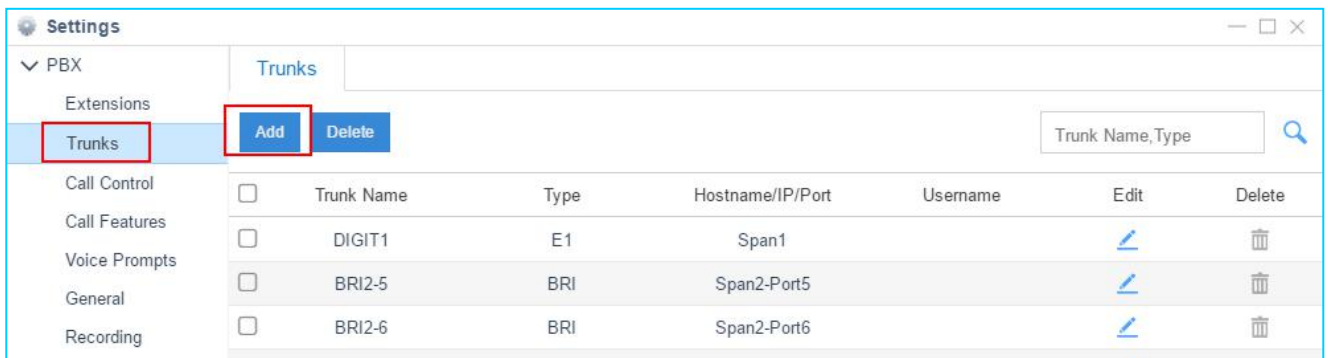 Settings
PBX
Extensions
Trunks
Call Control
Call Features
Voice Prompts
General
Recording
Trunks
Add Delete Trunk Name,Type
Trunk Name Type Hostname/IP/Port Username Edit Delete
DIGIT1 E1 Span1
BRI2-5 BRI Span2-Port5
BRI2-6 BRI Span2-Port6